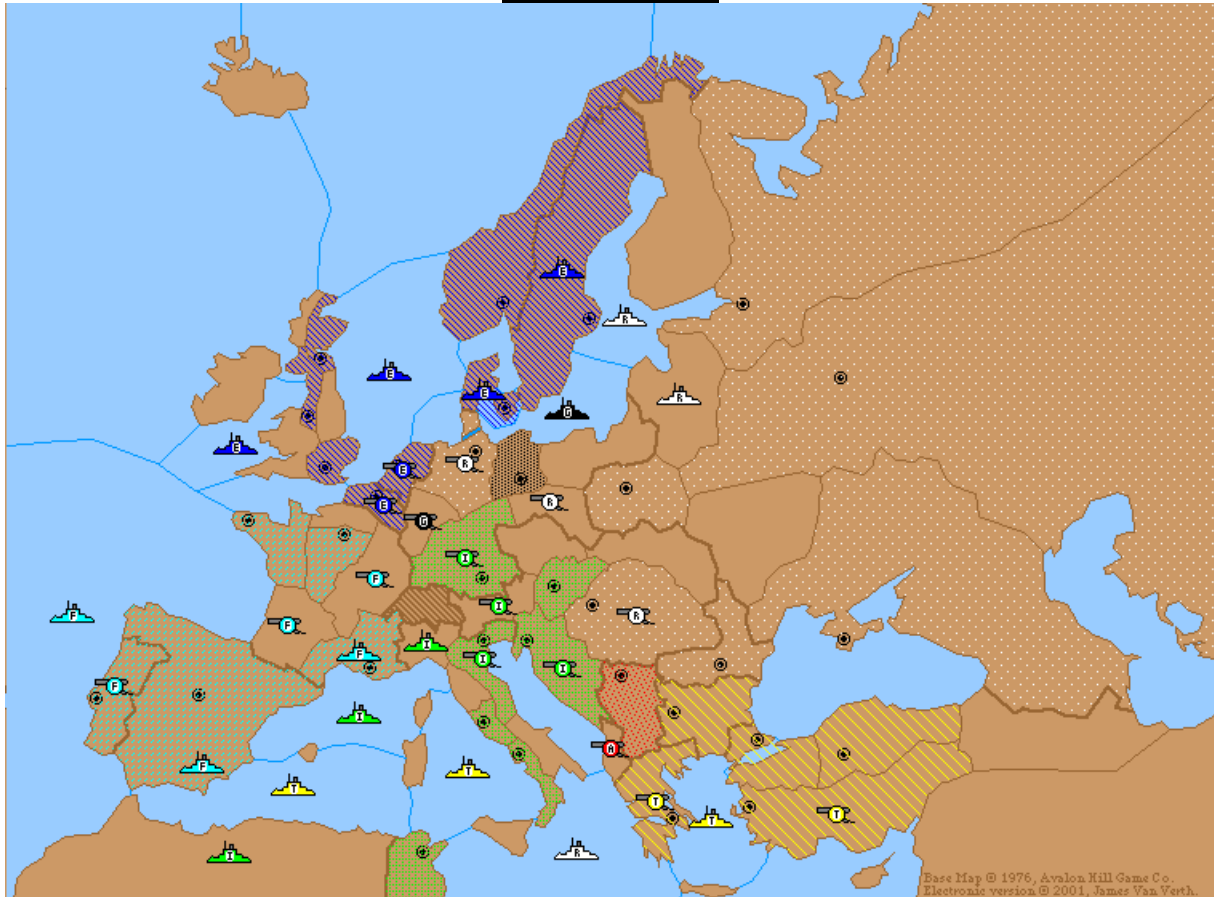 E
R
E
E
R
G
E
E
R
R
E
G
I
F
F
I
R
F
I
F
I
I
F
I
A
F
T
T
T
T
T
I
R
Base Map © 1976, Avalon Hill Game Co.
Electronic version © 2001, James Van Verth.